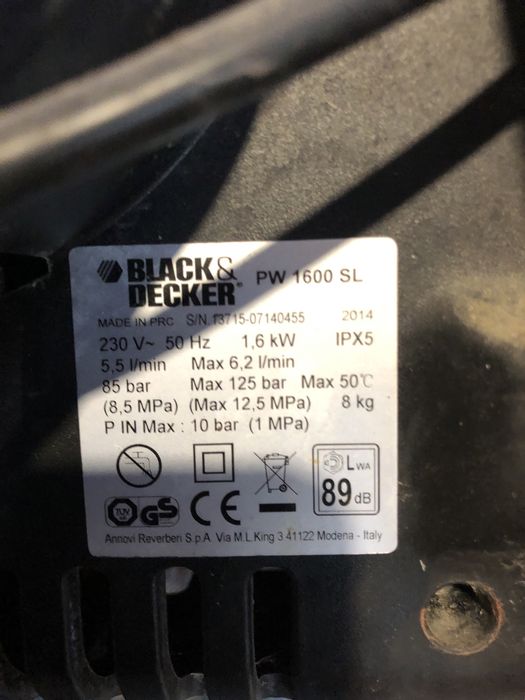 BLACK& DECKER® PW 1600 SL
MADE IN PRC S/N.13715-07140455 2014
230 V~ 50 Hz 1,6 kW IPX5
5,5 l/min Max 6,2 l/min
85 bar Max 125 bar Max 50°C
(8,5 MPa) (Max 12,5 MPa) 8 kg
P IN Max : 10 bar (1 MPa)
LWA
89 dB
TÜV GS CE
Annovi Reverberi S.p.A. Via M.L.King 3 41122 Modena - Italy